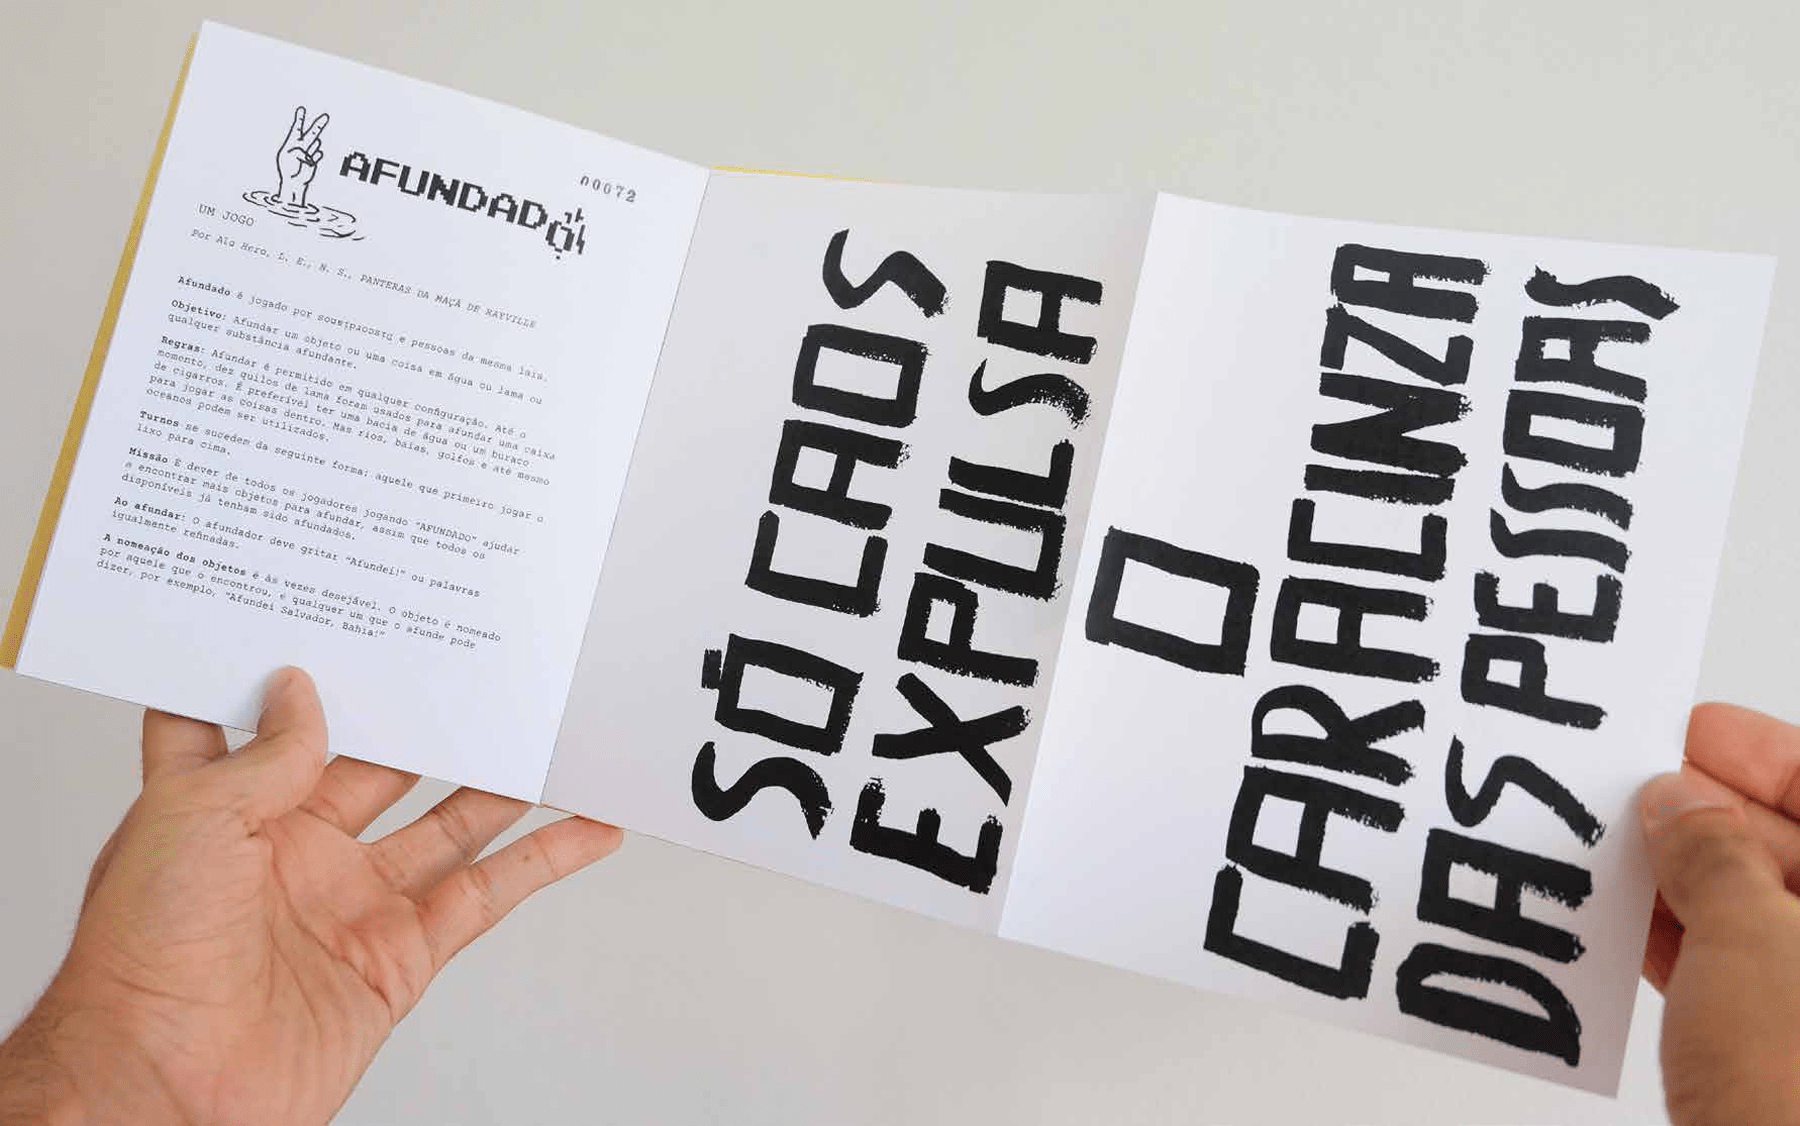 AFUNDADO
00072
UM JOGO
Por Ala Hero, L. E., N. S., PANTERAS DA MAÇÃ DE RAYVILLE
Afundado é jogado por e pessoas da mesma laia.
Objetivo: Afundar um objeto ou uma coisa em água ou lama ou
qualquer substância afundante.
Regras: Afundar é permitido em qualquer configuração. Até o
momento, dez quilos de lama foram usados para afundar uma caixa
de cigarros. É preferível ter uma bacia de água ou um buraco
para jogar as coisas dentro. Mas rios, baías, golfos e até mesmo
oceanos podem ser utilizados.
Turnos se sucedem da seguinte forma: aquele que primeiro jogar o
lixo para cima.
Missão É dever de todos os jogadores jogando "AFUNDADO" ajudar
a encontrar mais objetos para afundar, assim que todos os
disponíveis já tenham sido afundados.
Ao afundar: O afundador deve gritar "Afundei!" ou palavras
igualmente refinadas.
A nomeação dos objetos é às vezes desejável. O objeto é nomeado
por aquele que o encontrou, e qualquer um que o afunde pode
dizer, por exemplo, "Afundei Salvador, Bahia!"
SÓ CAOS
EXPULSA
O
CARACINZA
DAS PESSOAS